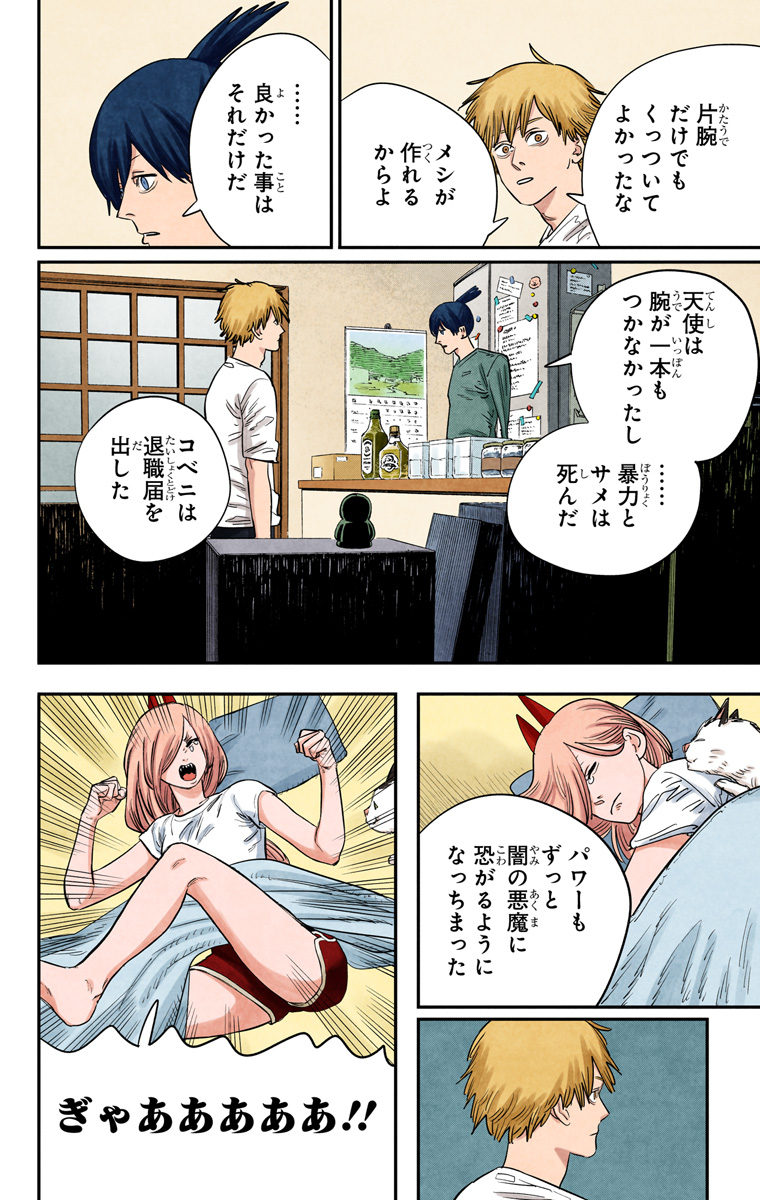 片腕
だけでも
くっついて
よかったな
メシが
作れる
からよ
……
良かった事は
それだけだ
天使は
腕が一本も
つかなかったし
……
暴力と
サメは
死んだ
コベニは
退職届を
出した
パワーも
ずっと
闇の悪魔に
恐がるように
なっちまった
ぎゃあああああ!!